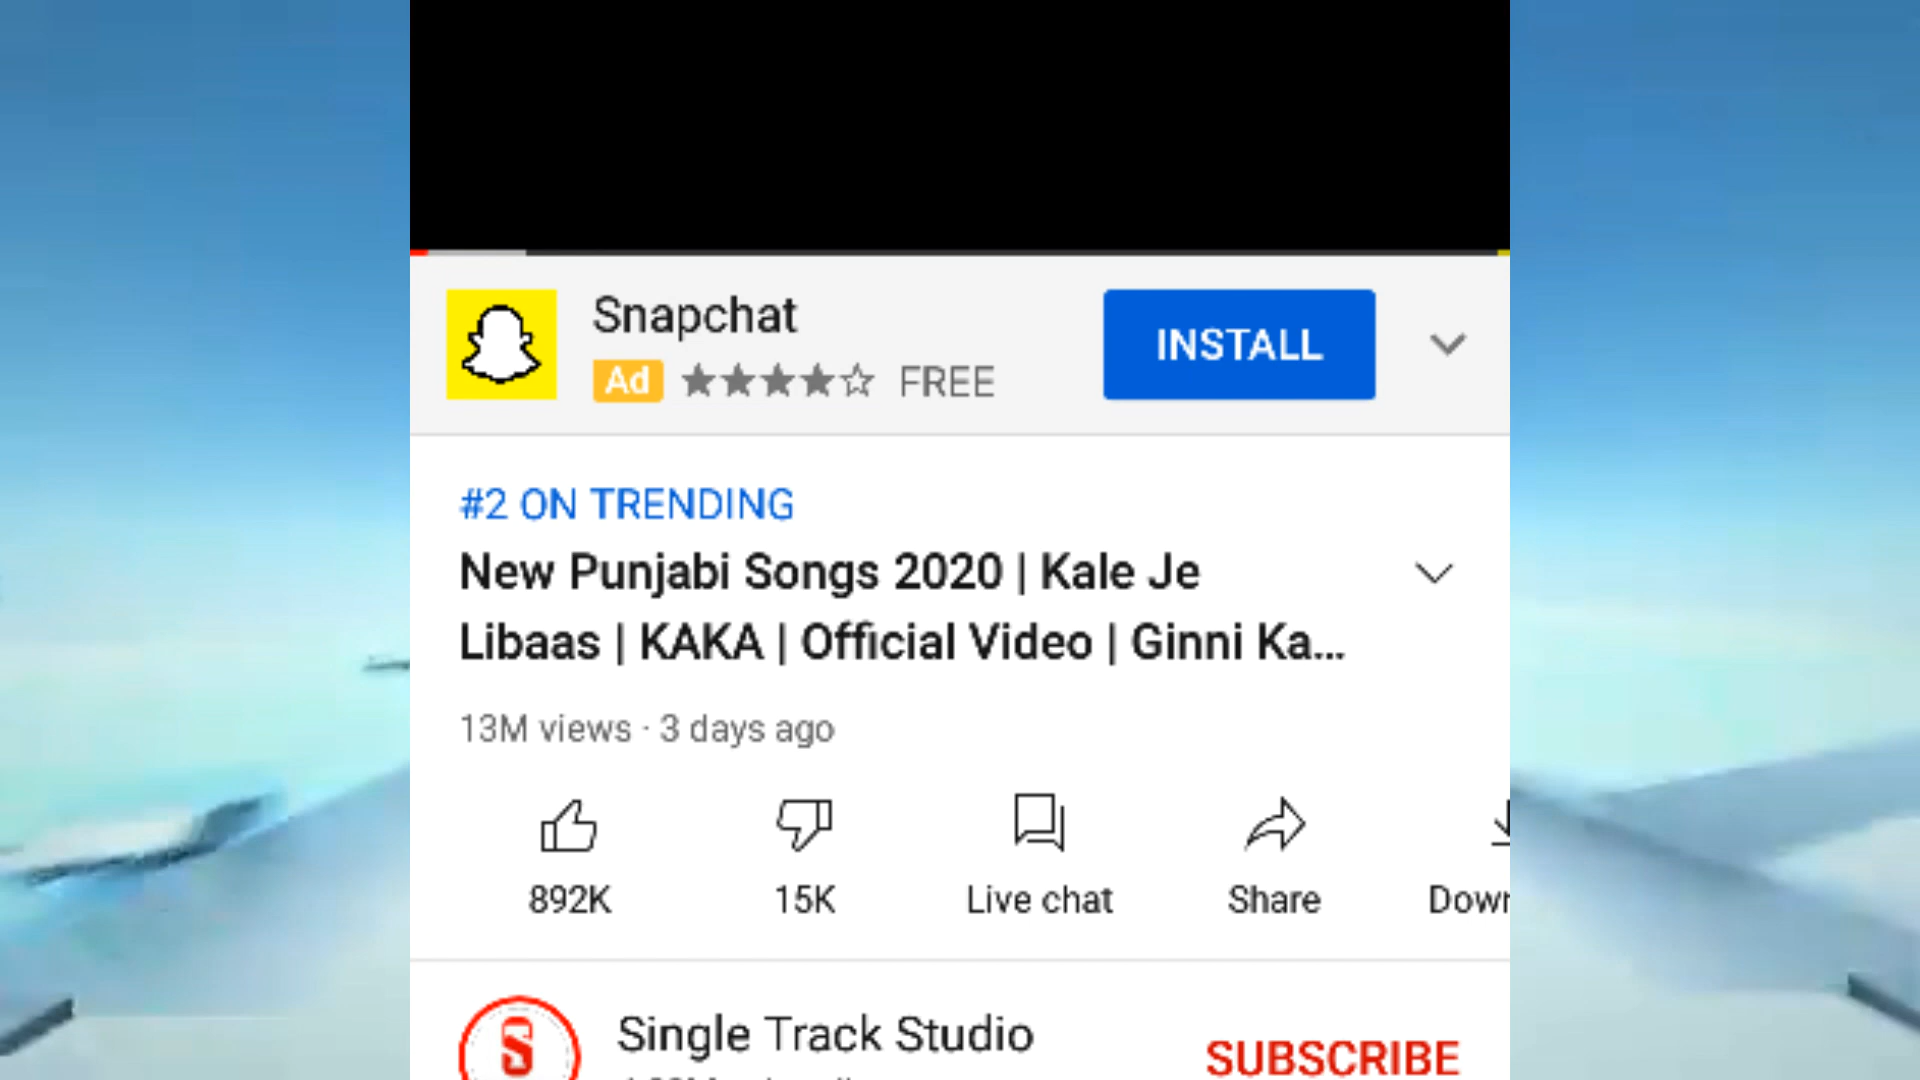 Snapchat
Ad FREE
INSTALL
#2 ON TRENDING
New Punjabi Songs 2020 | Kale Je
Libaas | KAKA | Official Video | Ginni Ka...
13M views · 3 days ago
892K
15K
Live chat
Share
Down
S
Single Track Studio
SUBSCRIBE